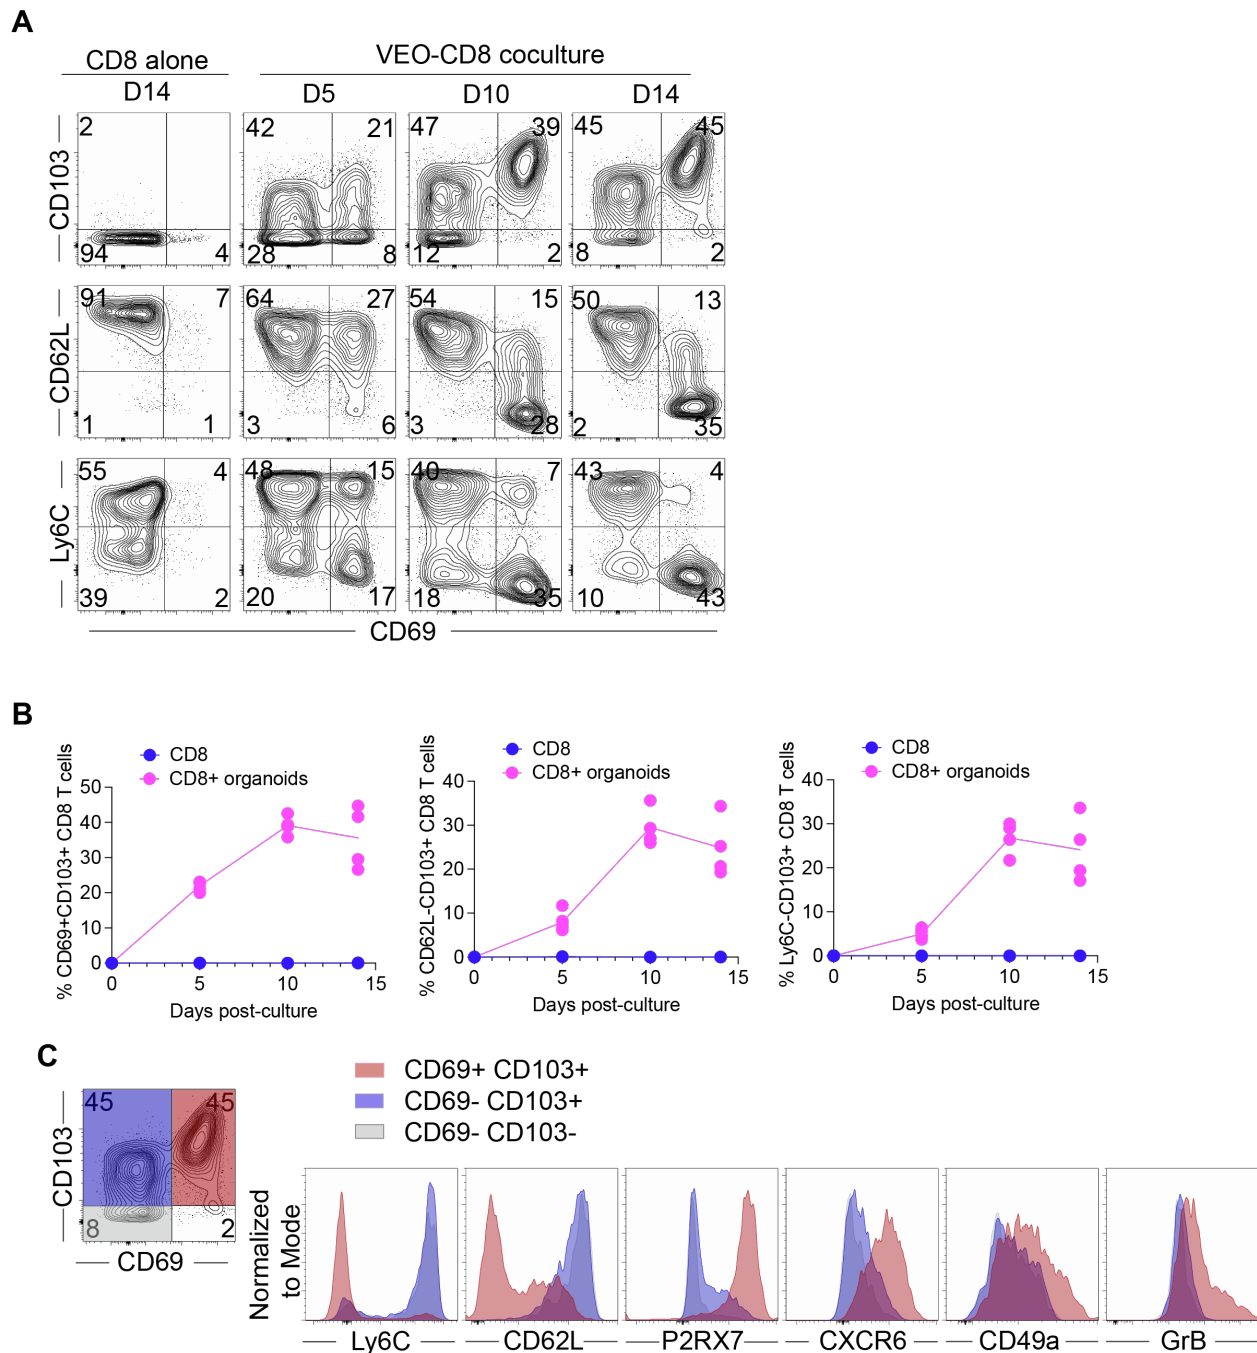 A
CD8 alone
VEO-CD8 coculture
D14
D5
D10
D14
CD103
2
94
4
42
21
28
8
47
39
12
2
45
45
8
2
CD62L
91
7
1
1
64
27
3
6
54
15
3
28
50
13
2
35
Ly6C
55
4
39
2
48
15
20
17
40
7
18
35
43
4
10
43
CD69
B
CD8
CD8+ organoids
% CD69+CD103+ CD8 T cells
50
40
30
20
10
0
0
5
10
15
Days post-culture
CD8
CD8+ organoids
% CD62L-CD103+ CD8 T cells
40
30
20
10
0
0
5
10
15
Days post-culture
CD8
CD8+ organoids
% Ly6C-CD103+ CD8 T cells
40
30
20
10
0
0
5
10
15
Days post-culture
C
CD69+ CD103+
CD69- CD103+
CD69- CD103-
CD103
45
45
8
2
CD69
Normalized
to Mode
Ly6C
CD62L
P2RX7
CXCR6
CD49a
GrB